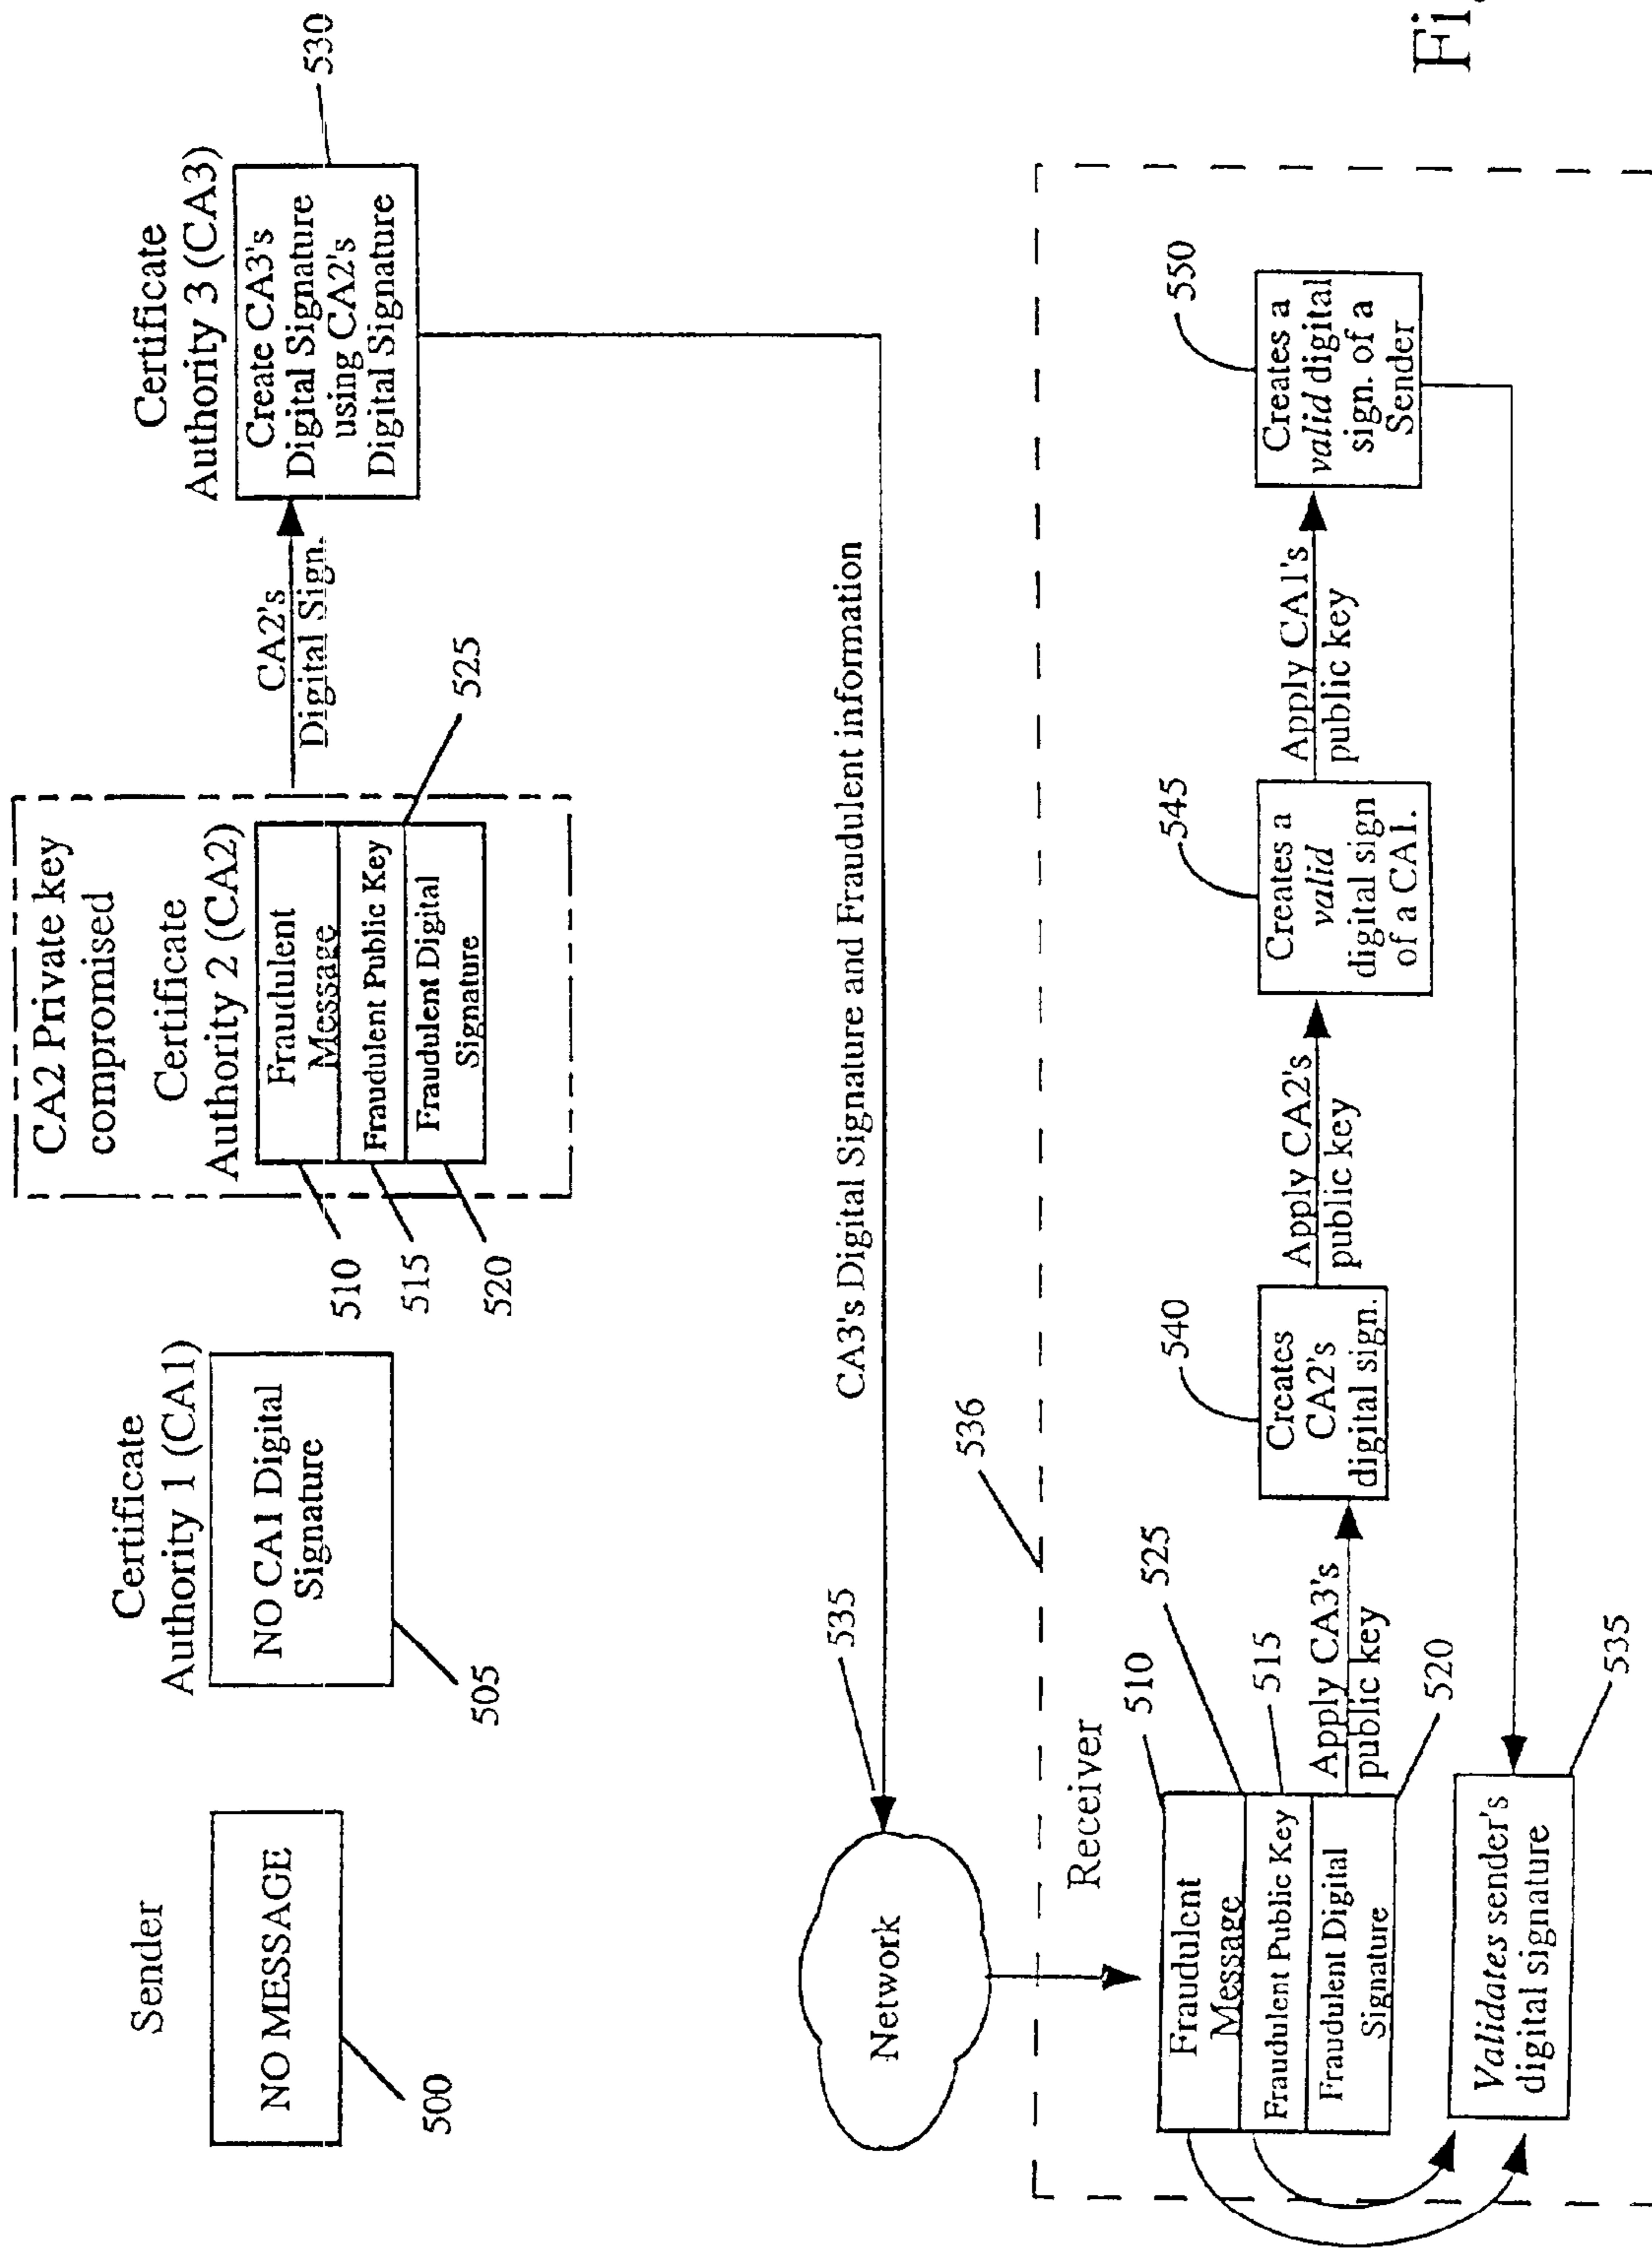 Sender
NO MESSAGE
500
Certificate
Authority 1 (CA1)
NO CA1 Digital
Signature
505
CA2 Private key
compromised
Certificate
Authority 2 (CA2)
Fraudulent
Message
Fraudulent Public Key
Fraudulent Digital
Signature
510
515
520
525
CA2's
Digital Sign.
Certificate
Authority 3 (CA3)
Create CA3's
Digital Signature
using CA2's
Digital Signature
530
CA3's Digital Signature and Fraudulent information
Network
535
536
Receiver
Fraudulent
Message
Fraudulent Public Key
Fraudulent Digital
Signature
510
525
515
520
Apply CA3's
public key
Creates
CA2's
digital sign.
540
Apply CA2's
public key
Creates a
valid
digital sign
of a CA1.
545
Apply CA1's
public key
Creates a
valid digital
sign. of a
Sender
550
Validates sender's
digital signature
535